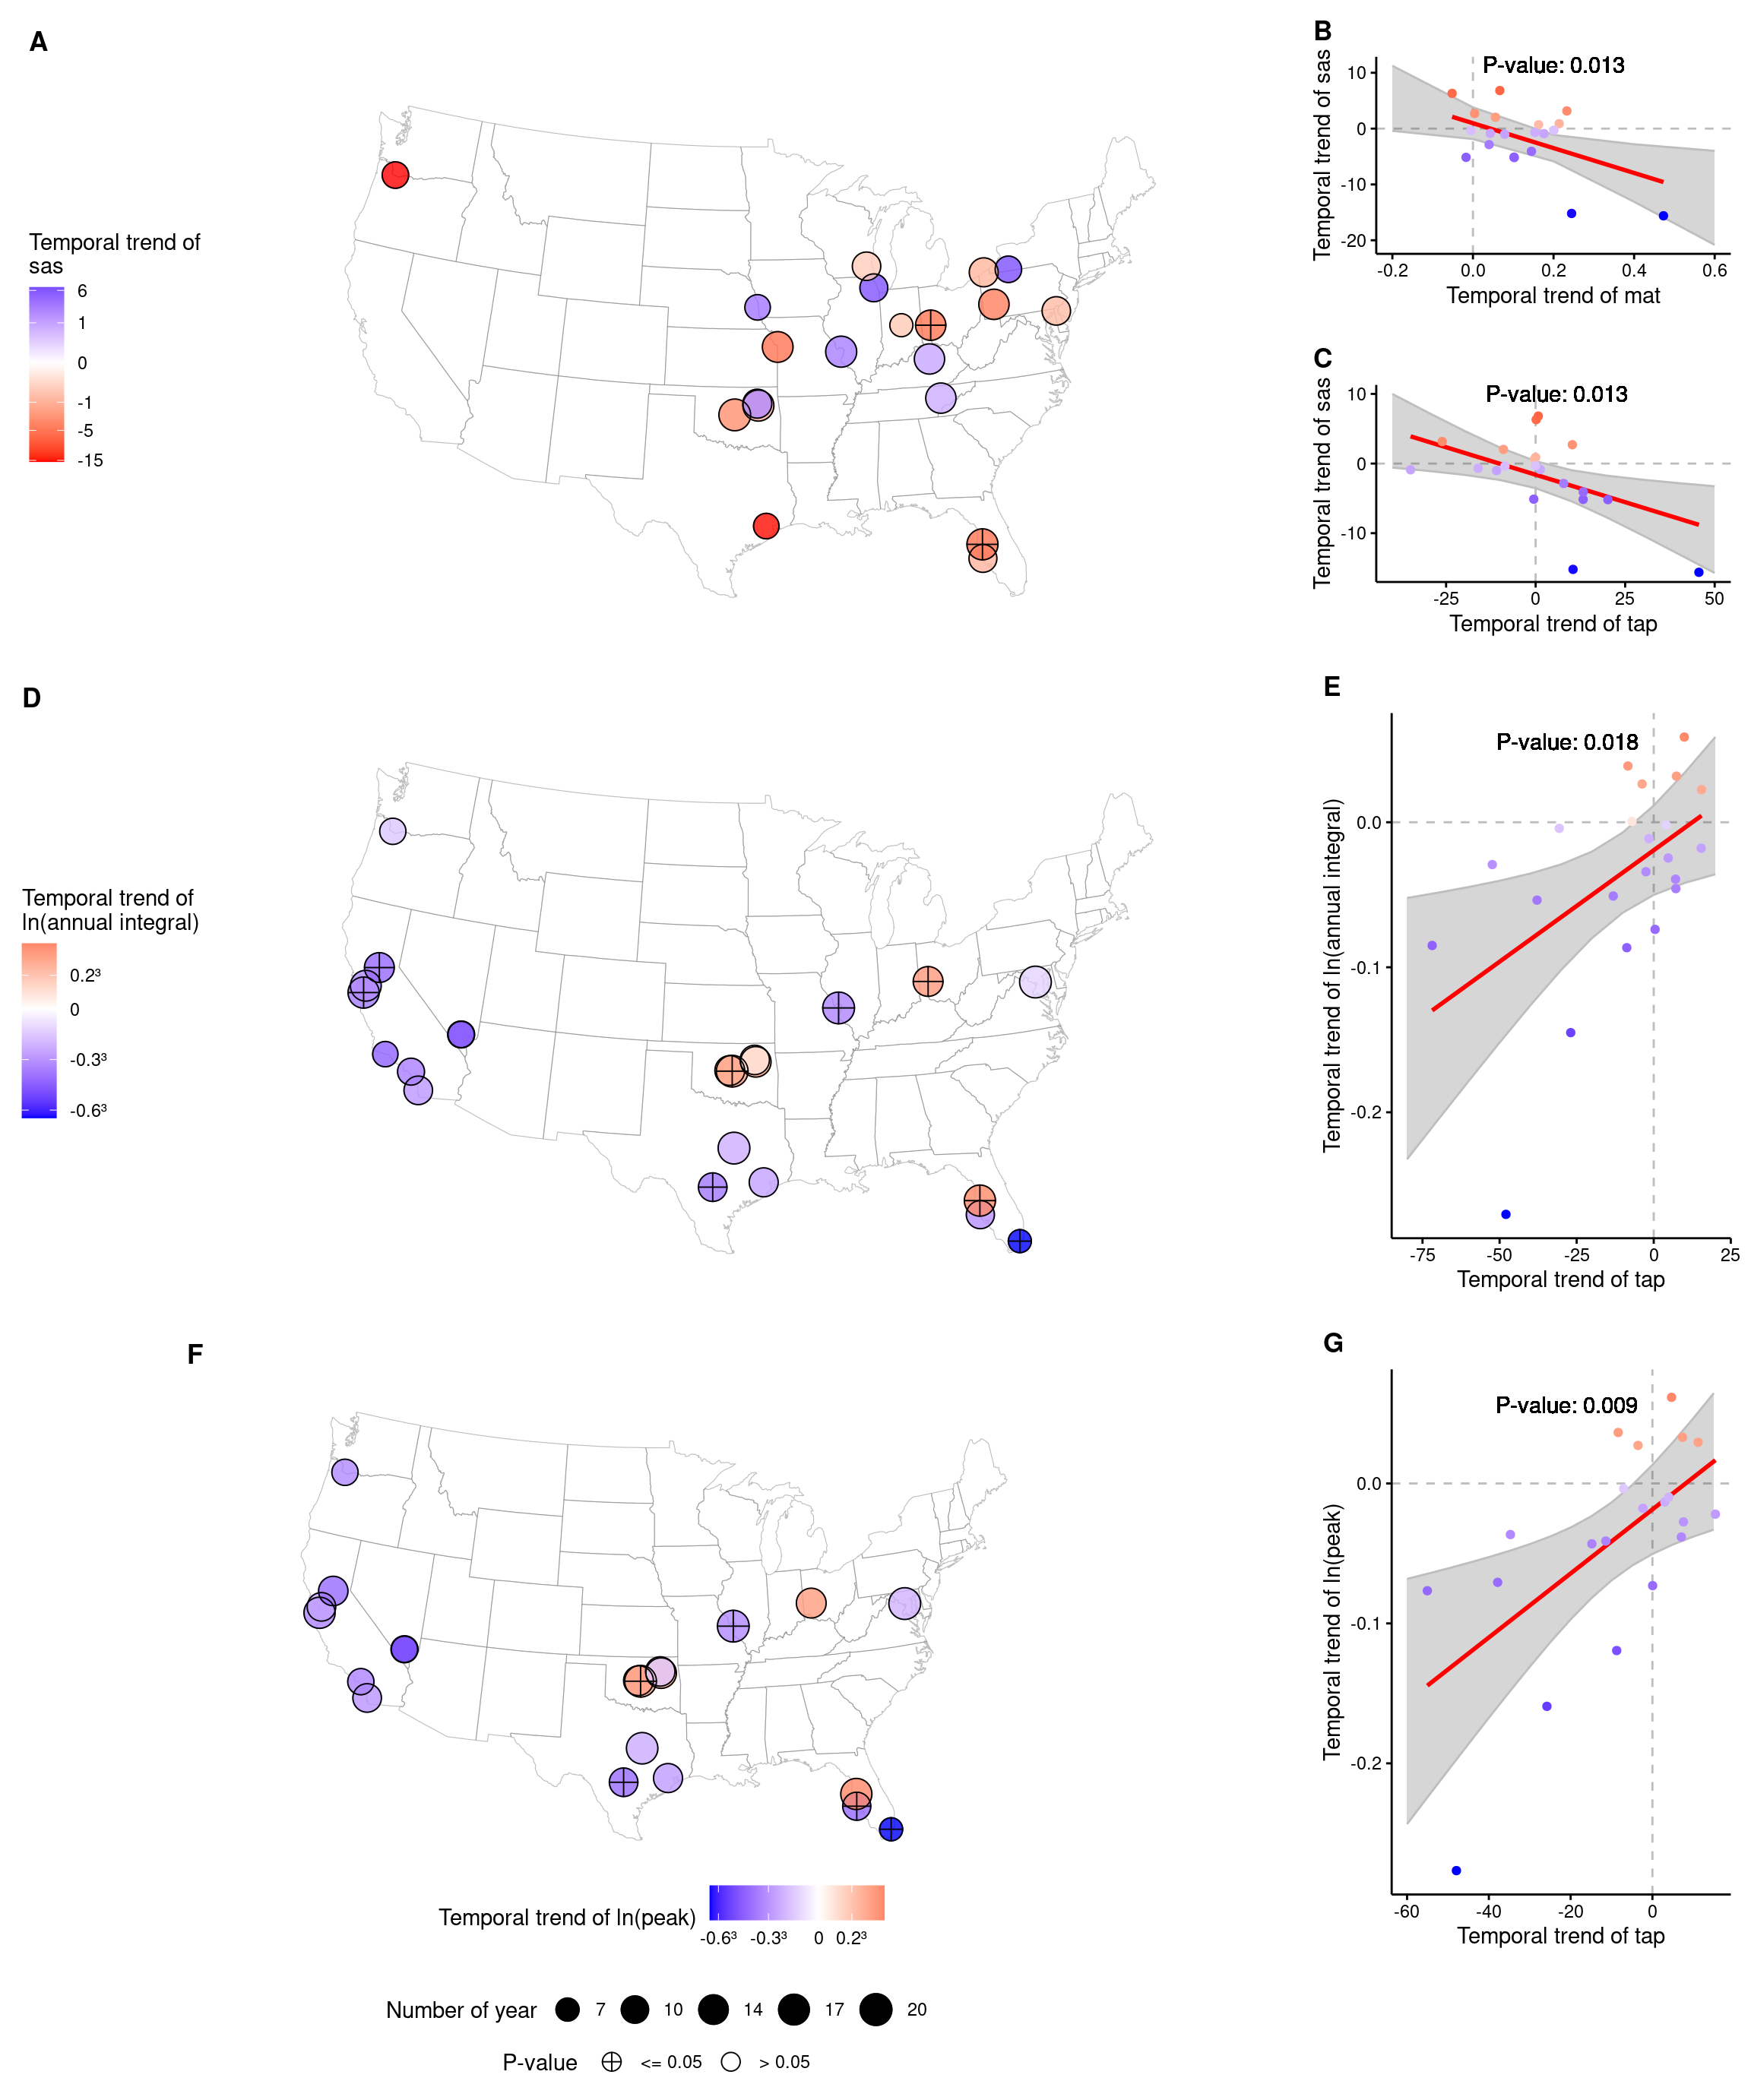 A
Temporal trend of
sas
6
1
0
-1
-5
-15
B
P-value: 0.013
Temporal trend of sas
10
0
-10
-20
-0.2 0.0 0.2 0.4 0.6
Temporal trend of mat
C
P-value: 0.013
Temporal trend of sas
10
0
-10
-25 0 25 50
Temporal trend of tap
D
Temporal trend of
ln(annual integral)
0.2³
0
-0.3³
-0.6³
E
P-value: 0.018
Temporal trend of ln(annual integral)
0.0
-0.1
-0.2
-75 -50 -25 0 25
Temporal trend of tap
F
Temporal trend of ln(peak)
-0.6³ -0.3³ 0 0.2³
G
P-value: 0.009
Temporal trend of ln(peak)
0.0
-0.1
-0.2
-60 -40 -20 0
Temporal trend of tap
Number of year 7 10 14 17 20
P-value <= 0.05 > 0.05